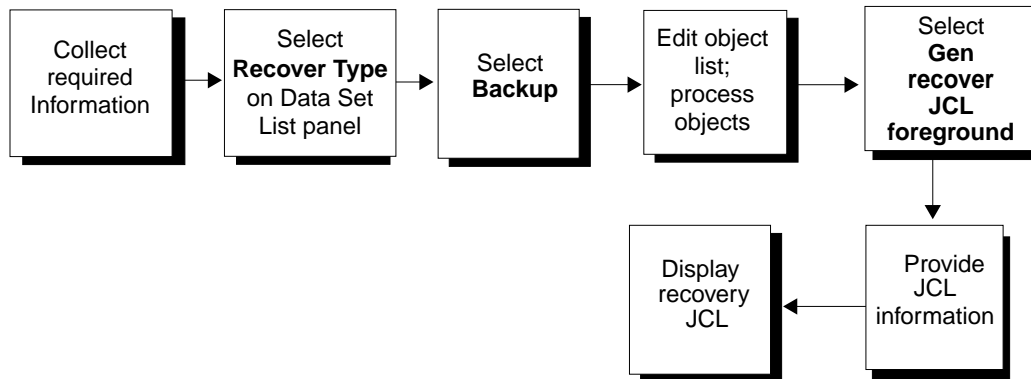 Collect
required
Information
Select
Recover Type
on Data Set
List panel
Select
Backup
Edit object
list;
process
objects
Select
Gen
recover
JCL
foreground
Provide
JCL
information
Display
recovery
JCL